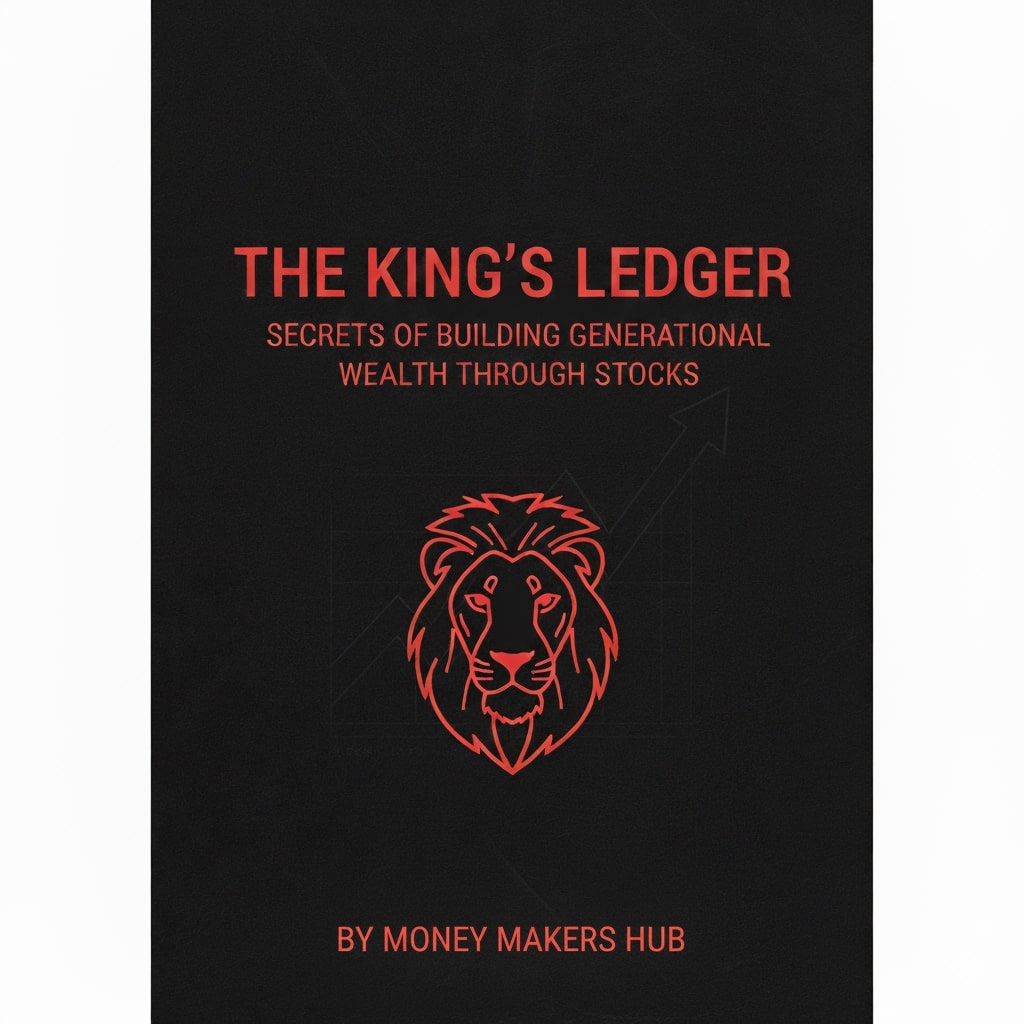 THE KING’S LEDGER
SECRETS OF BUILDING GENERATIONAL
WEALTH THROUGH STOCKS
BY MONEY MAKERS HUB